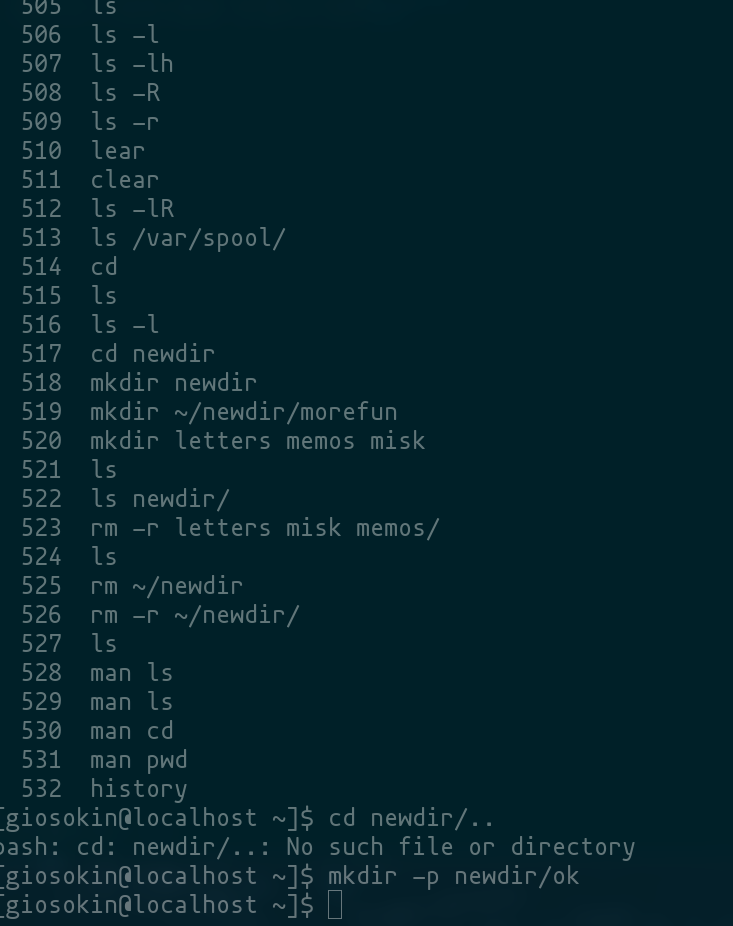 505 ls
506 ls -l
507 ls -lh
508 ls -R
509 ls -r
510 lear
511 clear
512 ls -lR
513 ls /var/spool/
514 cd
515 ls
516 ls -l
517 cd newdir
518 mkdir newdir
519 mkdir ~/newdir/morefun
520 mkdir letters memos misk
521 ls
522 ls newdir/
523 rm -r letters misk memos/
524 ls
525 rm ~/newdir
526 rm -r ~/newdir/
527 ls
528 man ls
529 man ls
530 man cd
531 man pwd
532 history
[giosokin@localhost ~]$ cd newdir/..
bash: cd: newdir/..: No such file or directory
[giosokin@localhost ~]$ mkdir -p newdir/ok
[giosokin@localhost ~]$